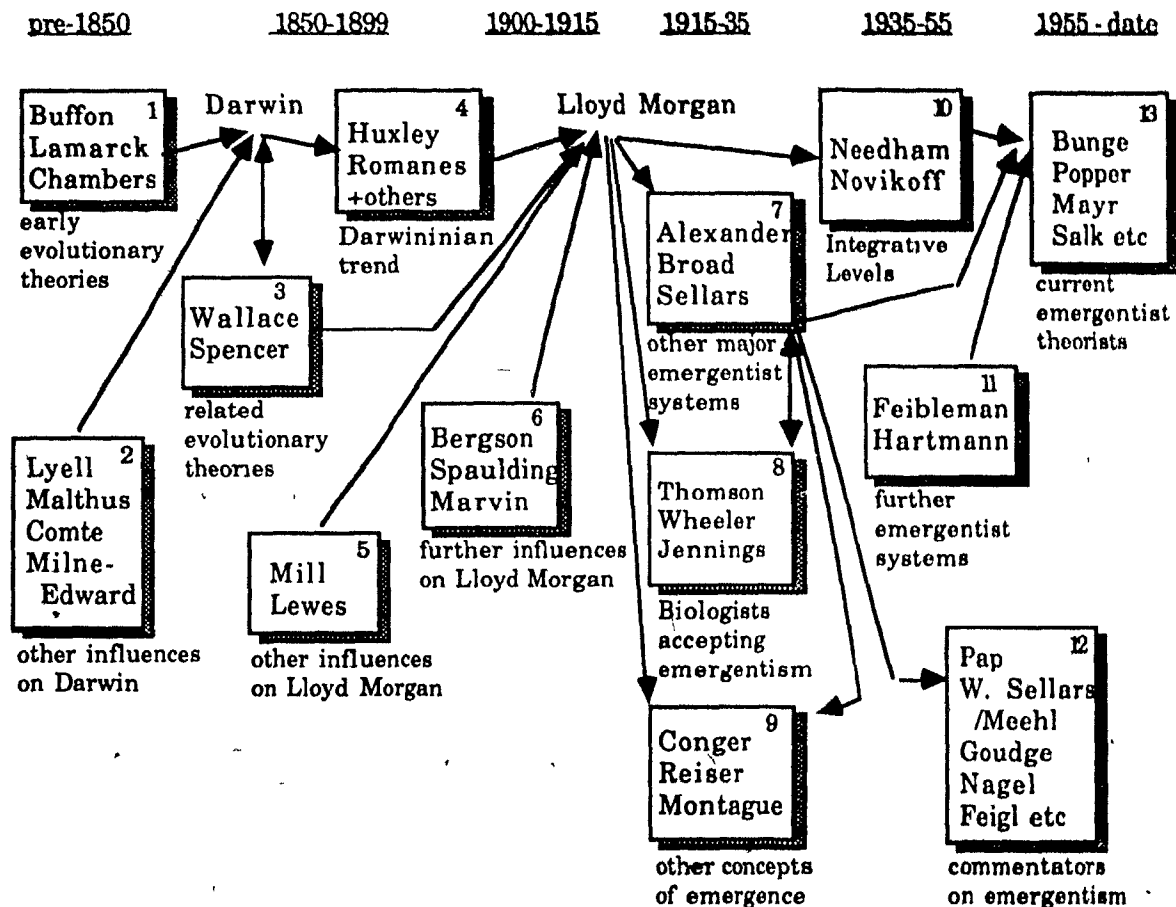 pre-1850
1850-1899
1900-1915
1915-35
1935-55
1955 - date
1
Buffon
Lamarck
Chambers
early
evolutionary
theories
Darwin
4
Huxley
Romanes
+others
Darwininian
trend
Lloyd Morgan
10
Needham
Novikoff
Integrative
Levels
13
Bunge
Popper
Mayr
Salk etc
current
emergentist
theorists
3
Wallace
Spencer
related
evolutionary
theories
7
Alexander
Broad
Sellars
other major
emergentist
systems
2
Lyell
Malthus
Comte
Milne-
Edward
other influences
on Darwin
5
Mill
Lewes
other influences
on Lloyd Morgan
6
Bergson
Spaulding
Marvin
further influences
on Lloyd Morgan
8
Thomson
Wheeler
Jennings
Biologists
accepting
emergentism
11
Feibleman
Hartmann
further
emergentist
systems
9
Conger
Reiser
Montague
other concepts
of emergence
12
Pap
W. Sellars
/Meehl
Goudge
Nagel
Feigl etc
commentators
on emergentism